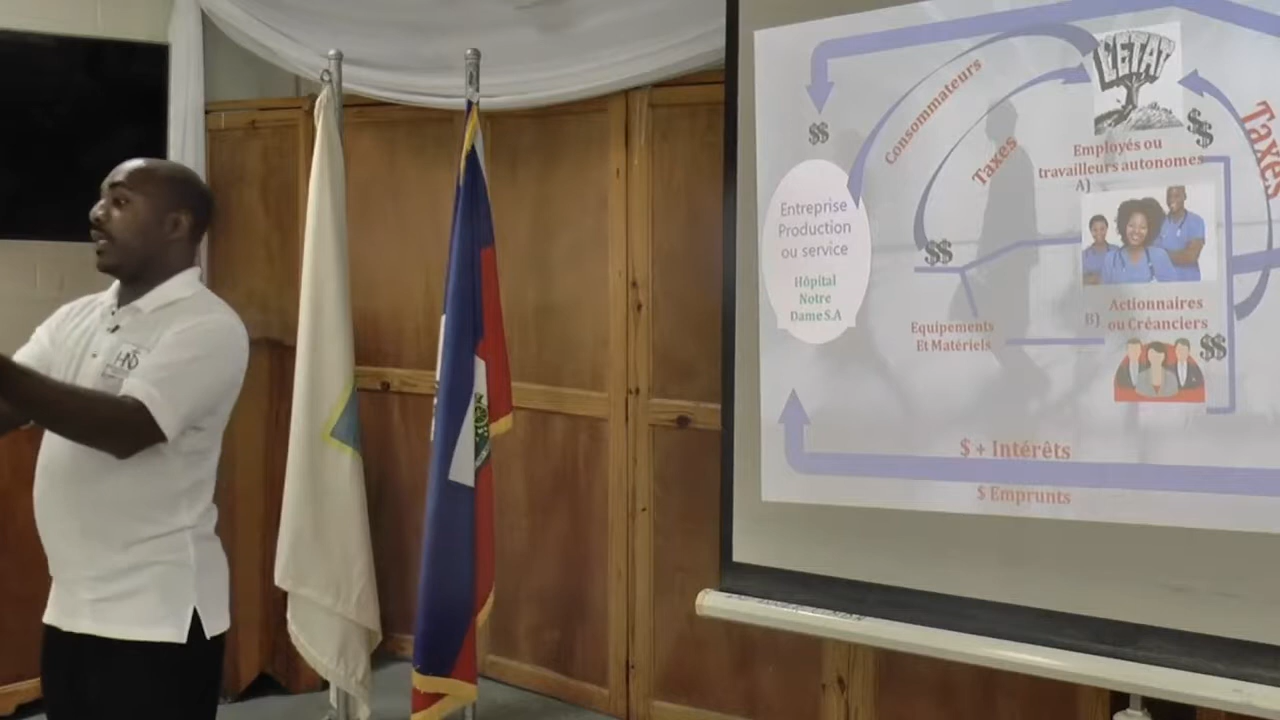 HND
L'ETAT
$$
Consommateurs
Taxes
Taxes
$$
Employés ou
travailleurs autonomes
A)
Entreprise
Production
ou service
Hôpital
Notre
Dame S.A
$$
Equipements
Et Matériels
Actionnaires
B) ou Créanciers
$$
$ + Intérêts
$ Emprunts